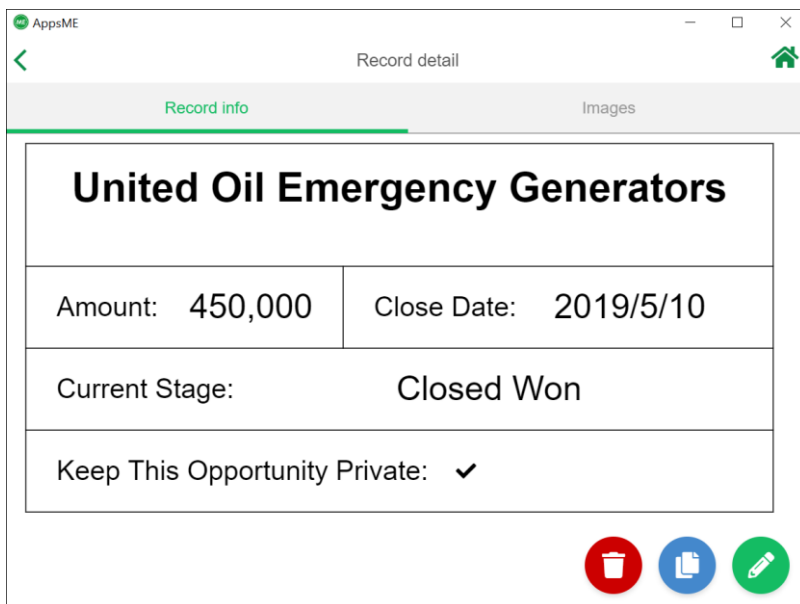 ME AppsME
Record detail
Record info Images
United Oil Emergency Generators
Amount: 450,000 Close Date: 2019/5/10
Current Stage: Closed Won
Keep This Opportunity Private: ✔